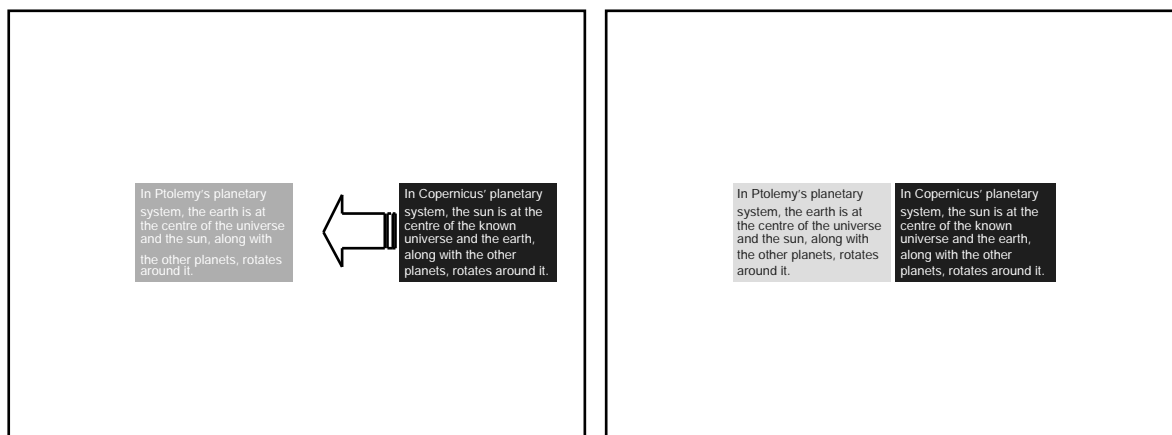 In Ptolemy's planetary
system, the earth is at
the centre of the universe
and the sun, along with
the other planets, rotates
around it.
In Copernicus' planetary
system, the sun is at the
centre of the known
universe and the earth,
along with the other
planets, rotates around it.
In Ptolemy's planetary
system, the earth is at
the centre of the universe
and the sun, along with
the other planets, rotates
around it.
In Copernicus' planetary
system, the sun is at the
centre of the known
universe and the earth,
along with the other
planets, rotates around it.